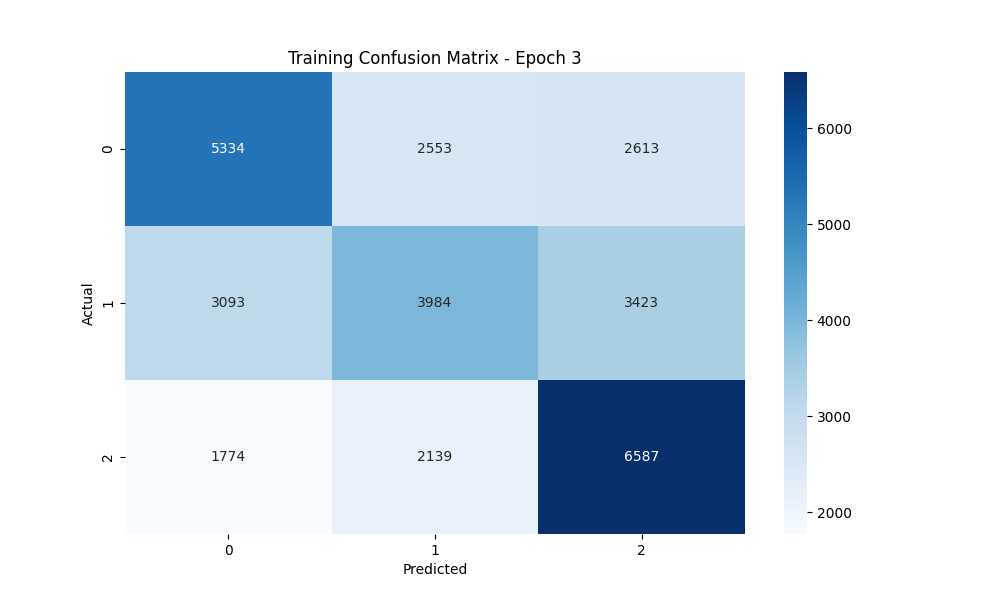 Training Confusion Matrix - Epoch 3
0
5334 2553 2613
1
3093 3984 3423
2
1774 2139 6587
Actual
0 1 2
Predicted
6000
5000
4000
3000
2000